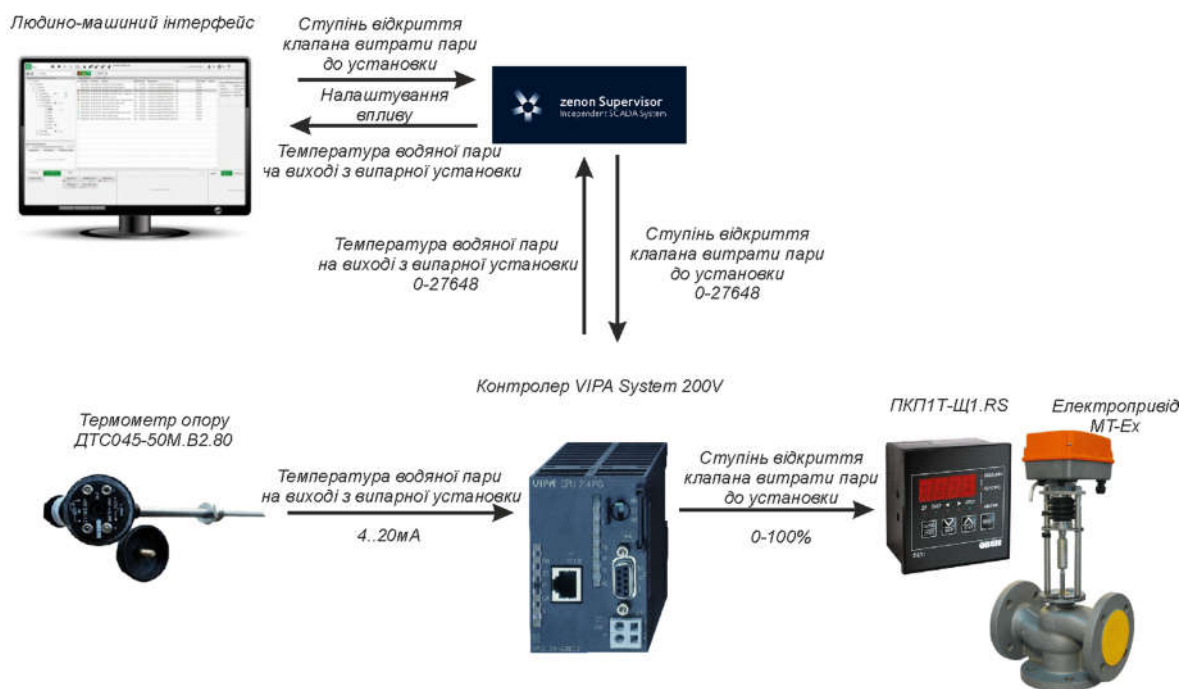 Людино-машиний інтерфейс
Ступінь відкриття
клапана витрати пари
до установки
Налаштування
впливу
Температура водяної пари
на виході з випарної установки
zenon Supervisor
Independent SCADA System
Температура водяної пари
на виході з випарної установки
0-27648
Ступінь відкриття
клапана витрати пари
до установки
0-27648
Контролер VIPA System 200V
Термометр опору
ДТС045-50М.В2.80
Температура водяної пари
на виході з випарної установки
4..20мА
VIPA
Ступінь відкриття
клапана витрати пари
до установки
0-100%
ПКП1Т-Щ1.RS
Електропривід
МТ-Ех